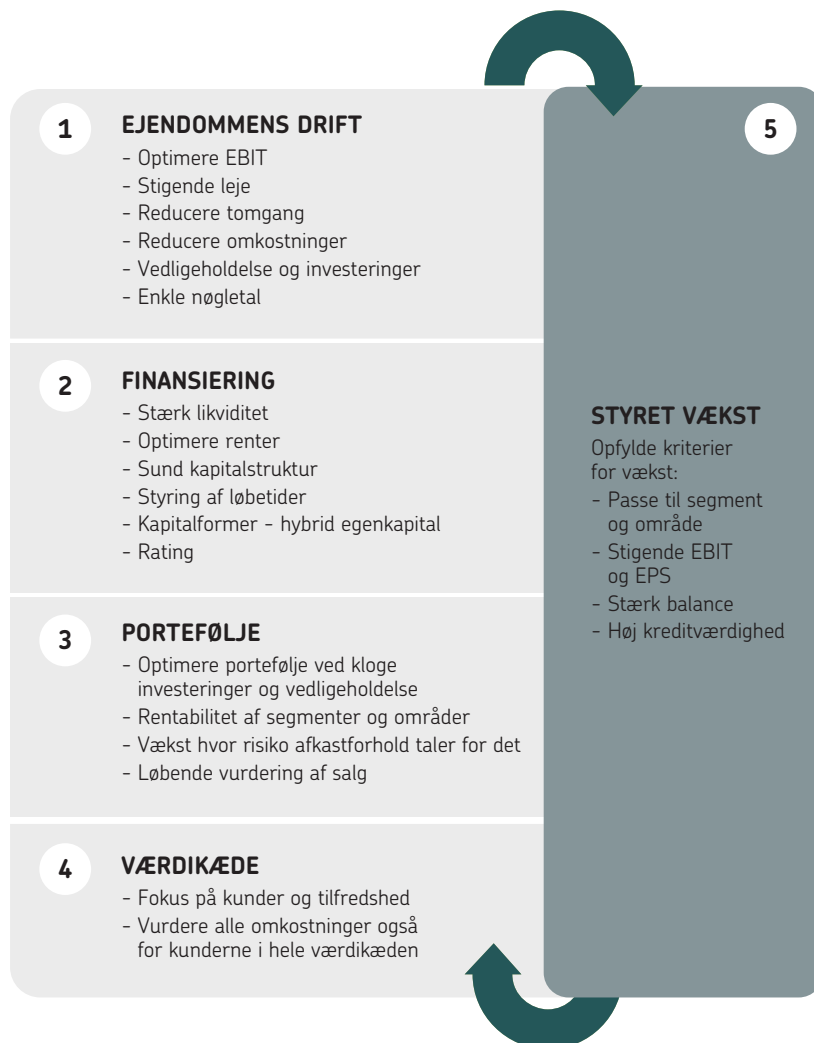 1
EJENDOMMENS DRIFT
- Optimere EBIT
- Stigende leje
- Reducere tomgang
- Reducere omkostninger
- Vedligeholdelse og investeringer
- Enkle nøgletal
2
FINANSIERING
- Stærk likviditet
- Optimere renter
- Sund kapitalstruktur
- Styring af løbetider
- Kapitalformer - hybrid egenkapital
- Rating
3
PORTEFØLJE
- Optimere portefølje ved kloge
investeringer og vedligeholdelse
- Rentabilitet af segmenter og områder
- Vækst hvor risiko afkastforhold taler for det
- Løbende vurdering af salg
4
VÆRDIKÆDE
- Fokus på kunder og tilfredshed
- Vurdere alle omkostninger også
for kunderne i hele værdikæden
5
STYRET VÆKST
Opfylde kriterier
for vækst:
- Passe til segment
og område
- Stigende EBIT
og EPS
- Stærk balance
- Høj kreditværdighed